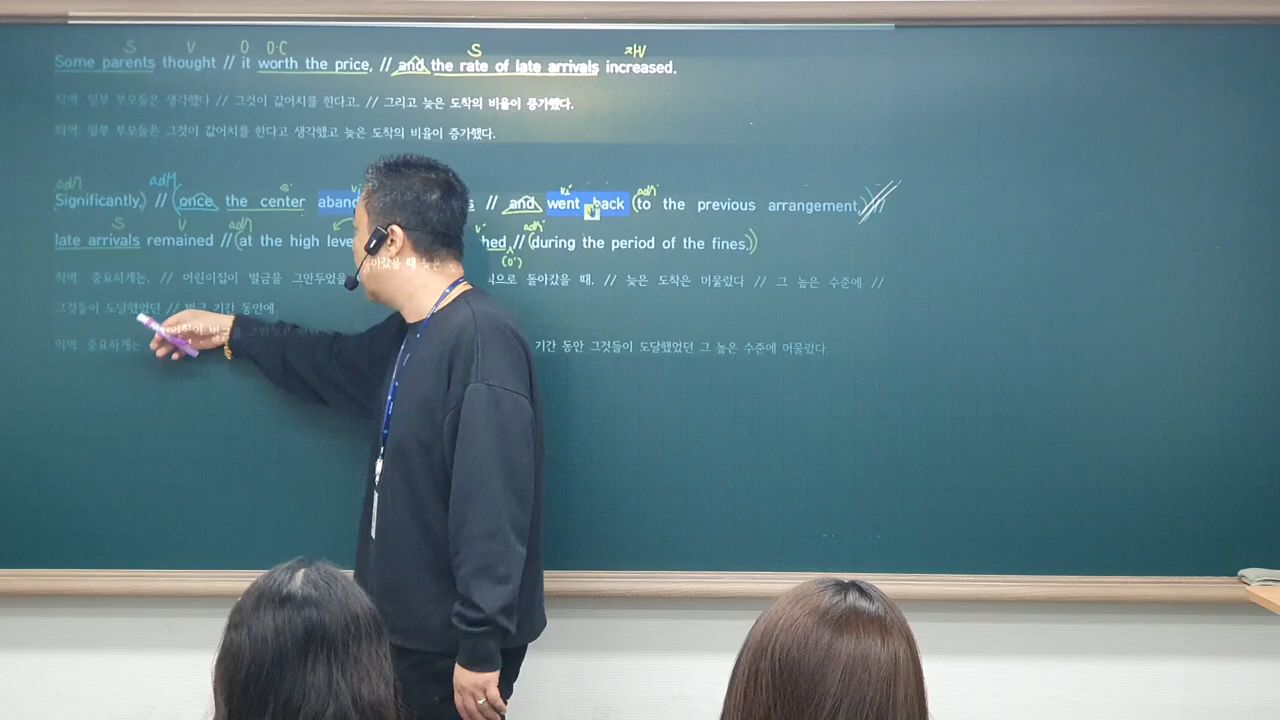 S V O O·C S 자V
Some parents thought // it worth the price, // and the rate of late arrivals increased,
직역: 일부 부모들은 생각했다 // 그것이 값어치를 한다고, // 그리고 늦은 도착의 비율이 증가했다.
의역: 일부 부모들은 그것이 값어치를 한다고 생각했고 늦은 도착의 비율이 증가했다.
Significantly,) // (once the center aband s // and went back (to the previous arrangement,) //
S V
late arrivals remained // (at the high leve hed // (during the period of the fines.))
(o')
직역: 중요하게는, // 어린이집이 벌금을 그만두었을 식으로 돌아갔을 때, // 늦은 도착은 머물렀다 // 그 높은 수준에 //
그것들이 도달했었던 // 벌금 기간 동안에.
의역: 중요하게는 기간 동안 그것들이 도달했었던 그 높은 수준에 머물렀다.